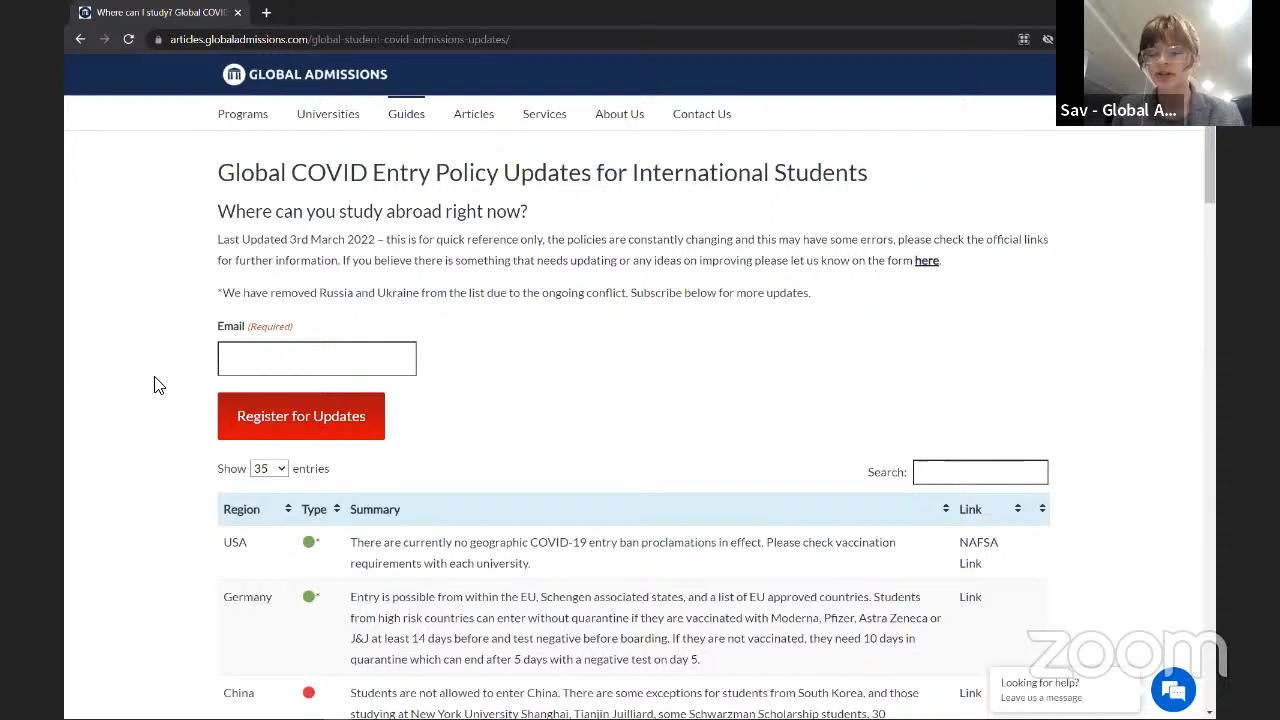 Where can I study? Global COVI
articles.globaladmissions.com/global-student-covid-admissions-updates/
GLOBAL ADMISSIONS
Sav - Global A...
Programs Universities Guides Articles Services About Us Contact Us
Global COVID Entry Policy Updates for International Students
Where can you study abroad right now?
Last Updated 3rd March 2022 – this is for quick reference only, the policies are constantly changing and this may have some errors, please check the official links
for further information. If you believe there is something that needs updating or any ideas on improving please let us know on the form here.
*We have removed Russia and Ukraine from the list due to the ongoing conflict. Subscribe below for more updates.
Email (Required)
Register for Updates
Show 35 entries
Search:
Region Type Summary Link
USA * There are currently no geographic COVID-19 entry ban proclamations in effect. Please check vaccination NAFSA
requirements with each university. Link
Germany * Entry is possible from within the EU, Schengen associated states, and a list of EU approved countries. Students Link
from high risk countries can enter without quarantine if they are vaccinated with Moderna, Pfizer, Astra Zeneca or
J&J at least 14 days before and test negative before boarding. If they are not vaccinated, they need 10 days in
quarantine which can end after 5 days with a negative test on day 5.
China Students are not allowed to enter China. There are some exceptions for students from South Korea, and those Link
studying at New York University Shanghai, Tianjin Juilliard, some Schwarzman Scholarship students, 30
zoom
Looking for help?
Leave us a message